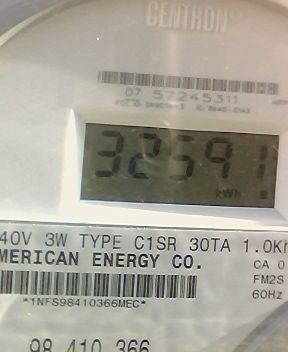 CENTRON®
07 57245311
32591
kWh
40V 3W TYPE C1SR 30TA 1.0Kh
MERICAN ENERGY CO.
CA 0
FM2S
60Hz
*1NFS98410366MEC*
98 410 366